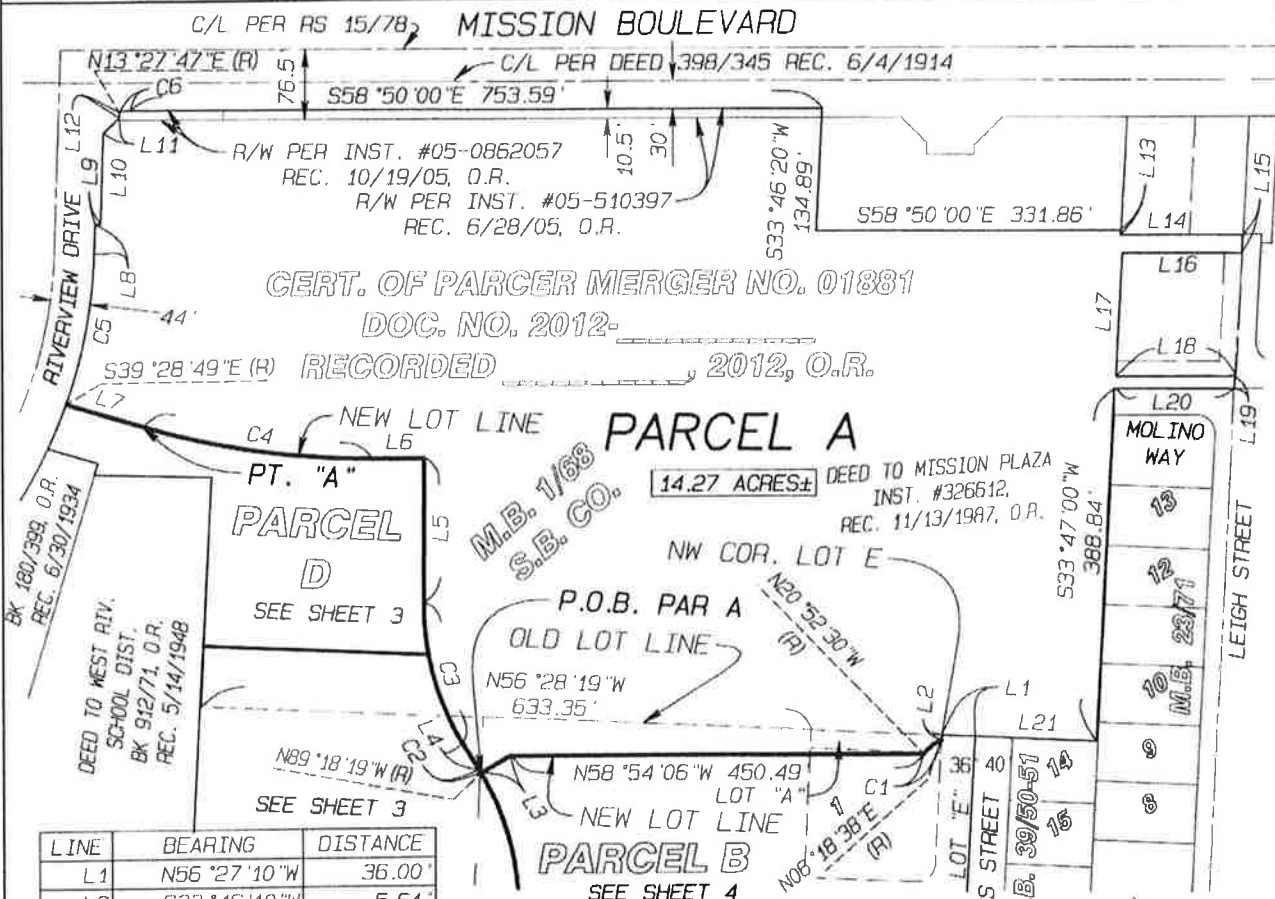 C/L PER RS 15/78
MISSION BOULEVARD
N13°27'47"E (R)
C/L PER DEED 398/345 REC. 6/4/1914
C6
76.5'
S58°50'00"E 753.59'
L12
L11
L9
L10
R/W PER INST. #05-0862057
REC. 10/19/05, O.R.
10.5'
30'
R/W PER INST. #05-510397
REC. 6/28/05, O.R.
S33°46'20"W
134.89'
S58°50'00"E 331.86'
L13
L14
L15
L16
L17
L18
L19
L20
RIVERVIEW DRIVE
L8
C5
44'
CERT. OF PARCER MERGER NO. 01881
DOC. NO. 2012-
RECORDED , 2012, O.R.
S39°28'49"E (R)
L7
C4
NEW LOT LINE
L6
PARCEL A
14.27 ACRES±
DEED TO MISSION PLAZA
INST. #326612,
REC. 11/13/1987, O.R.
MOLINO
WAY
LEIGH STREET
PT. "A"
PARCEL
D
SEE SHEET 3
L5
M.B. 1/68
S.B. CO.
S33°47'00"W
388.84'
NW COR. LOT E
N20°52'30"W
(R)
13
12
10
9
8
M.B. 23/71
BK 180/399, O.R.
REC. 6/30/1934
DEED TO WEST RIV.
SCHOOL DIST.
BK 912/71, O.R.
REC. 5/14/1948
P.O.B. PAR A
OLD LOT LINE
C3
N56°28'19"W
633.35'
L2
L1
L21
L4
C2
N89°18'19"W (R)
L3
N58°54'06"W 450.49
LOT "A"
1
C1
NEW LOT LINE
N06°18'38"E
(R)
36'
40'
LOT "E"
S STREET
B. 39/50-51
14
15
SEE SHEET 3
PARCEL B
SEE SHEET 4
LINE BEARING DISTANCE
L1 N56°27'10"W 36.00'